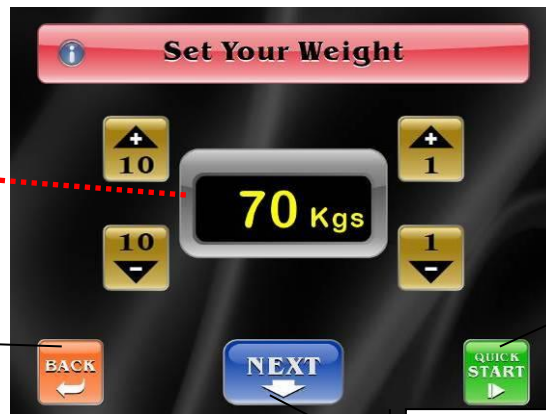 Set Your Weight
+
10
+
1
70 Kgs
10
-
1
-
BACK
NEXT
QUICK
START